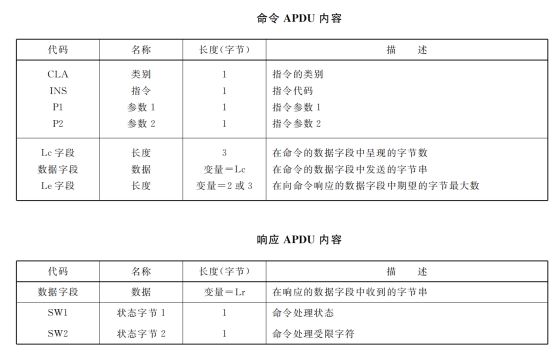 命令 APDU 内容
代码 名称 长度(字节) 描 述
CLA 类别 1 指令的类别
INS 指令 1 指令代码
P1 参数 1 1 指令参数 1
P2 参数 2 1 指令参数 2
Lc 字段 长度 3 在命令的数据字段中呈现的字节数
数据字段 数据 变量＝Lc 在命令的数据字段中发送的字节串
Le 字段 长度 变量＝2 或 3 在向命令响应的数据字段中期望的字节最大数
响应 APDU 内容
代码 名称 长度(字节) 描 述
数据字段 数据 变量＝Lr 在响应的数据字段中收到的字节串
SW1 状态字节 1 1 命令处理状态
SW2 状态字节 2 1 命令处理受限字符